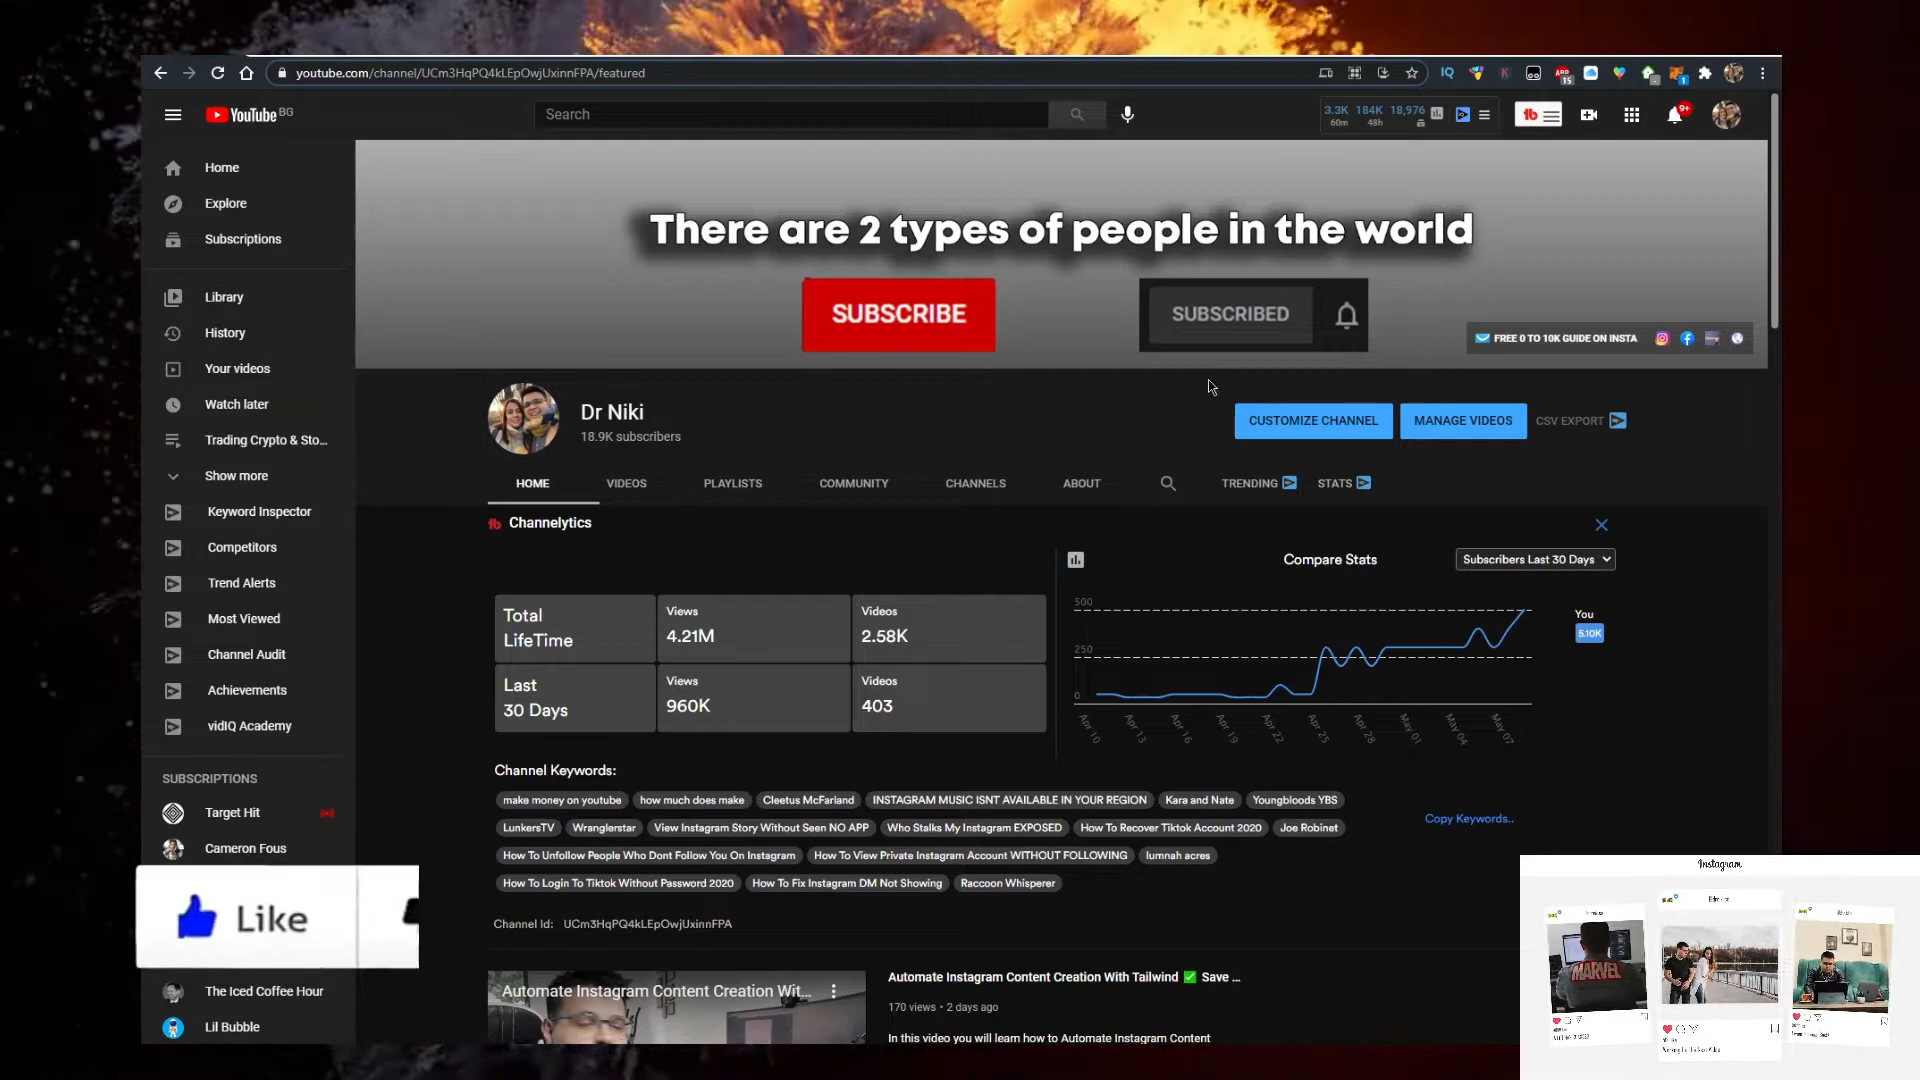 youtube.com/channel/UCm3HqPQ4kLEpOwjUxinnFPA/featured
YouTube BG
Search
3.3K 184K 18,976
60m 48h
9+
Home
Explore
Subscriptions
Library
History
Your videos
Watch later
Trading Crypto & Sto...
Show more
Keyword Inspector
Competitors
Trend Alerts
Most Viewed
Channel Audit
Achievements
vidIQ Academy
SUBSCRIPTIONS
Target Hit
Cameron Fous
The Iced Coffee Hour
Lil Bubble
Like
There are 2 types of people in the world
SUBSCRIBE
SUBSCRIBED
FREE 0 TO 10K GUIDE ON INSTA
Dr Niki
18.9K subscribers
CUSTOMIZE CHANNEL
MANAGE VIDEOS
CSV EXPORT
HOME VIDEOS PLAYLISTS COMMUNITY CHANNELS ABOUT TRENDING STATS
tb Channelytics
Total LifeTime
Views
4.21M
Videos
2.58K
Last 30 Days
Views
960K
Videos
403
Compare Stats
Subscribers Last 30 Days
500
250
0
Apr 10 Apr 13 Apr 16 Apr 19 Apr 22 Apr 25 Apr 28 May 01 May 04 May 07
You
5.10K
Channel Keywords:
make money on youtube how much does make Cleetus McFarland INSTAGRAM MUSIC ISNT AVAILABLE IN YOUR REGION Kara and Nate Youngbloods YBS
LunkersTV Wranglerstar View Instagram Story Without Seen NO APP Who Stalks My Instagram EXPOSED How To Recover Tiktok Account 2020 Joe Robinet
How To Unfollow People Who Dont Follow You On Instagram How To View Private Instagram Account WITHOUT FOLLOWING lumnah acres
How To Login To Tiktok Without Password 2020 How To Fix Instagram DM Not Showing Raccoon Whisperer
Copy Keywords..
Channel Id: UCm3HqPQ4kLEpOwjUxinnFPA
Automate Instagram Content Creation Wit...
Automate Instagram Content Creation With Tailwind ✅ Save ...
170 views • 2 days ago
In this video you will learn how to Automate Instagram Content
Instagram
MARVEL